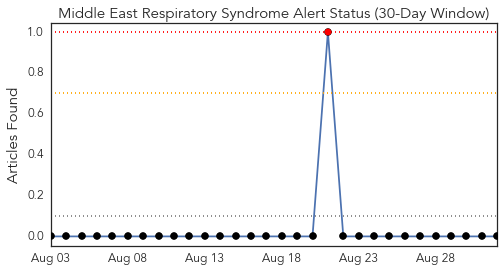 Middle East Respiratory Syndrome Alert Status (30-Day Window)
Articles Found
1.0
0.8
0.6
0.4
0.2
0.0
Aug 03 Aug 08 Aug 13 Aug 18 Aug 23 Aug 28